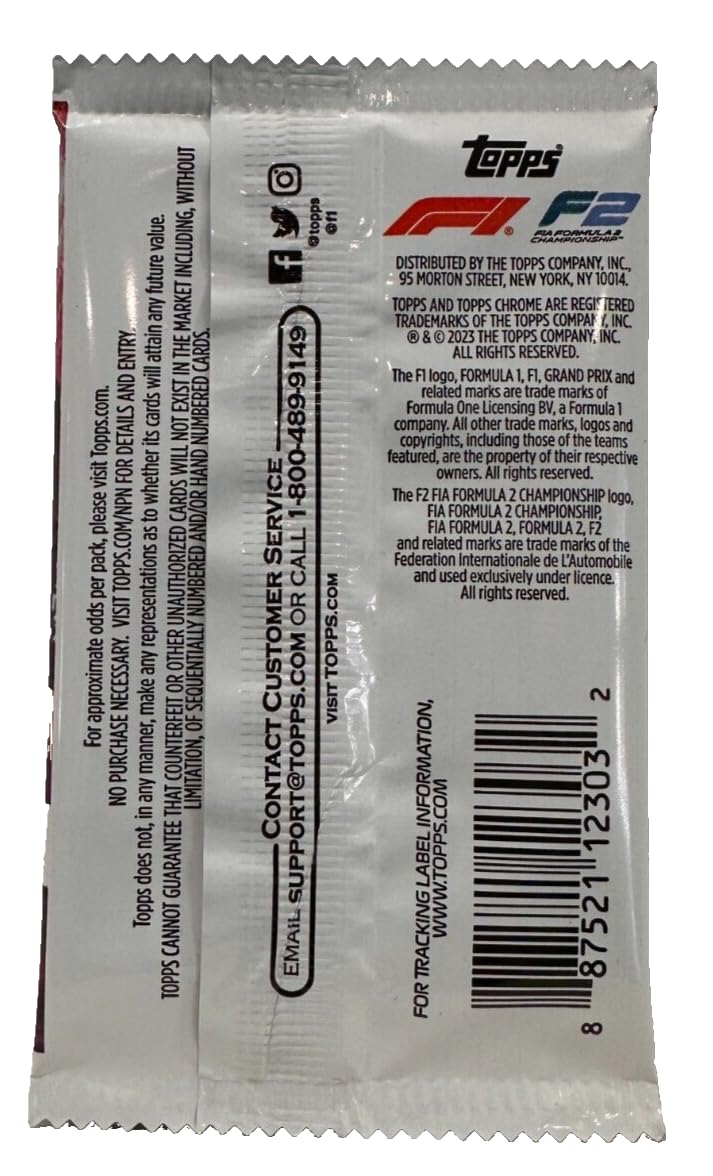 For approximate odds per pack, please visit Topps.com.
NO PURCHASE NECESSARY. VISIT TOPPS.COM/NPN FOR DETAILS AND ENTRY.
Topps does not, in any manner, make any representations as to whether its cards will attain any future value.
TOPPS CANNOT GUARANTEE THAT COUNTERFEIT OR OTHER UNAUTHORIZED CARDS WILL NOT EXIST IN THE MARKET INCLUDING, WITHOUT
LIMITATION, OF SEQUENTIALLY NUMBERED AND/OR HAND NUMBERED CARDS.
CONTACT CUSTOMER SERVICE
EMAIL SUPPORT@TOPPS.COM OR CALL 1-800-489-9149
VISIT TOPPS.COM
@topps
@f1
topps
F1®
F2
FIA FORMULA 2
CHAMPIONSHIP™
DISTRIBUTED BY THE TOPPS COMPANY, INC.,
95 MORTON STREET, NEW YORK, NY 10014.
TOPPS AND TOPPS CHROME ARE REGISTERED
TRADEMARKS OF THE TOPPS COMPANY, INC.
® & © 2023 THE TOPPS COMPANY, INC.
ALL RIGHTS RESERVED.
The F1 logo, FORMULA 1, F1, GRAND PRIX and
related marks are trade marks of
Formula One Licensing BV, a Formula 1
company. All other trade marks, logos and
copyrights, including those of the teams
featured, are the property of their respective
owners. All rights reserved.
The F2 FIA FORMULA 2 CHAMPIONSHIP logo,
FIA FORMULA 2 CHAMPIONSHIP,
FIA FORMULA 2, FORMULA 2, F2
and related marks are trade marks of the
Federation Internationale de L'Automobile
and used exclusively under licence.
All rights reserved.
FOR TRACKING LABEL INFORMATION,
WWW.TOPPS.COM
8 87521 12303 2